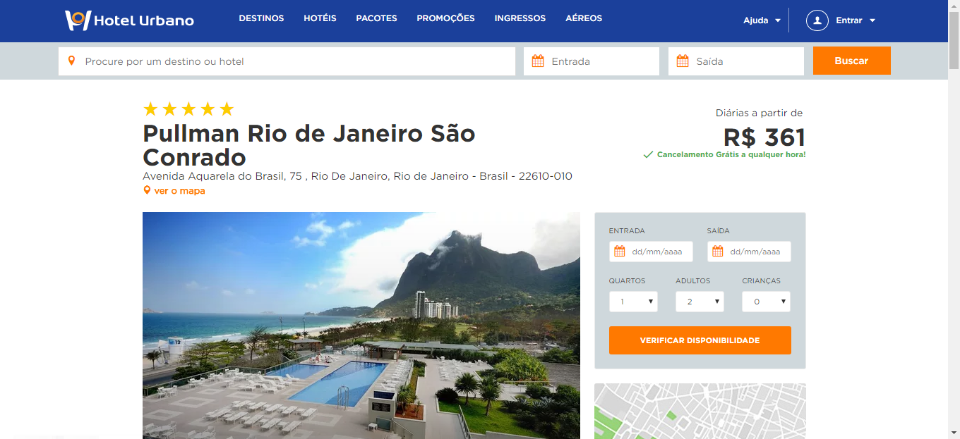 Hotel Urbano DESTINOS HOTÉIS PACOTES PROMOÇÕES INGRESSOS AÉREOS Ajuda Entrar
Procure por um destino ou hotel Entrada Saída Buscar
Diárias a partir de
Pullman Rio de Janeiro São
Conrado
R$ 361
Cancelamento Grátis a qualquer hora!
Avenida Aquarela do Brasil, 75 , Rio De Janeiro, Rio de Janeiro - Brasil - 22610-010
ver o mapa
ENTRADA SAÍDA
dd/mm/aaaa dd/mm/aaaa
QUARTOS ADULTOS CRIANÇAS
1 2 0
VERIFICAR DISPONIBILIDADE